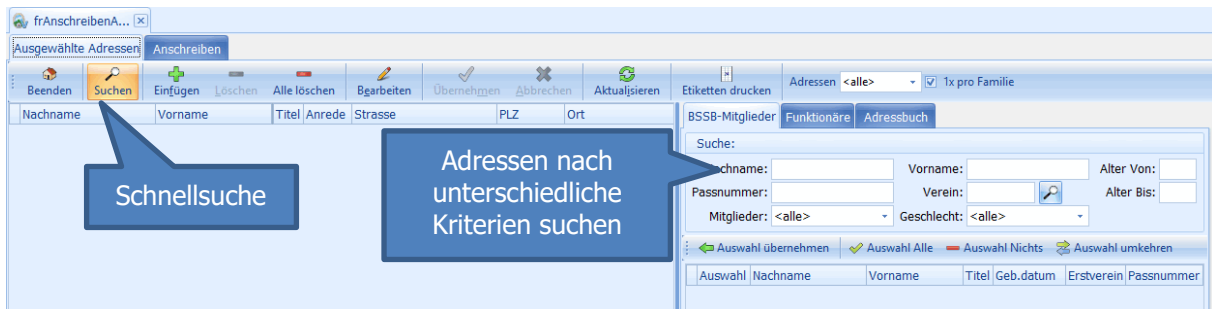 frAnschreibenA...
Ausgewählte Adressen Anschreiben
Beenden Suchen Einfügen Löschen Alle löschen Bearbeiten Übernehmen Abbrechen Aktualisieren Etiketten drucken Adressen <alle> 1x pro Familie
Nachname Vorname Titel Anrede Strasse PLZ Ort
BSSB-Mitglieder Funktionäre Adressbuch
Suche:
Schnellsuche
Adressen nach
unterschiedliche
Kriterien suchen
Vorname: Alter Von:
Passnummer: Verein: Alter Bis:
Mitglieder: <alle> Geschlecht: <alle>
Auswahl übernehmen Auswahl Alle Auswahl Nichts Auswahl umkehren
Auswahl Nachname Vorname Titel Geb.datum Erstverein Passnummer